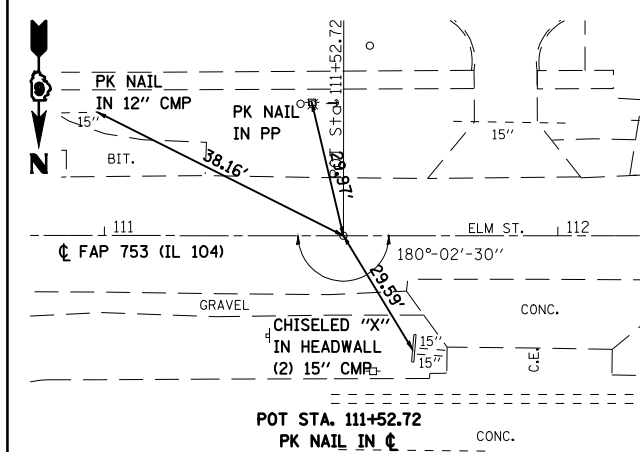 POT Sta. 111+52.72
PK NAIL
IN 12" CMP
PK NAIL
IN PP
15"
15"
N
BIT.
38.16'
29.97'
111
ELM ST.
112
℄ FAP 753 (IL 104)
180°-02'-30"
29.59'
GRAVEL
CONC.
CHISELED "X"
IN HEADWALL
(2) 15" CMP
15"
15"
C.E.
POT STA. 111+52.72
PK NAIL IN ℄
CONC.